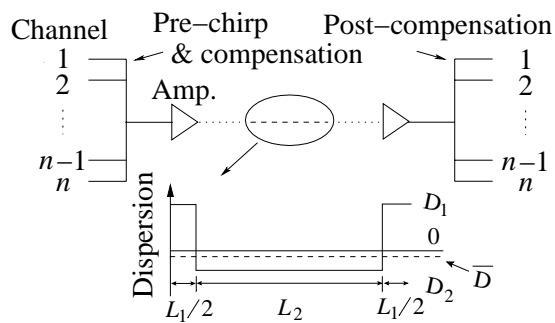 Channel
Pre−chirp
& compensation
Post−compensation
1
2
n−1
n
Amp.
1
2
n−1
n
Dispersion
D1
0
D̅
D2
L1/2
L2
L1/2